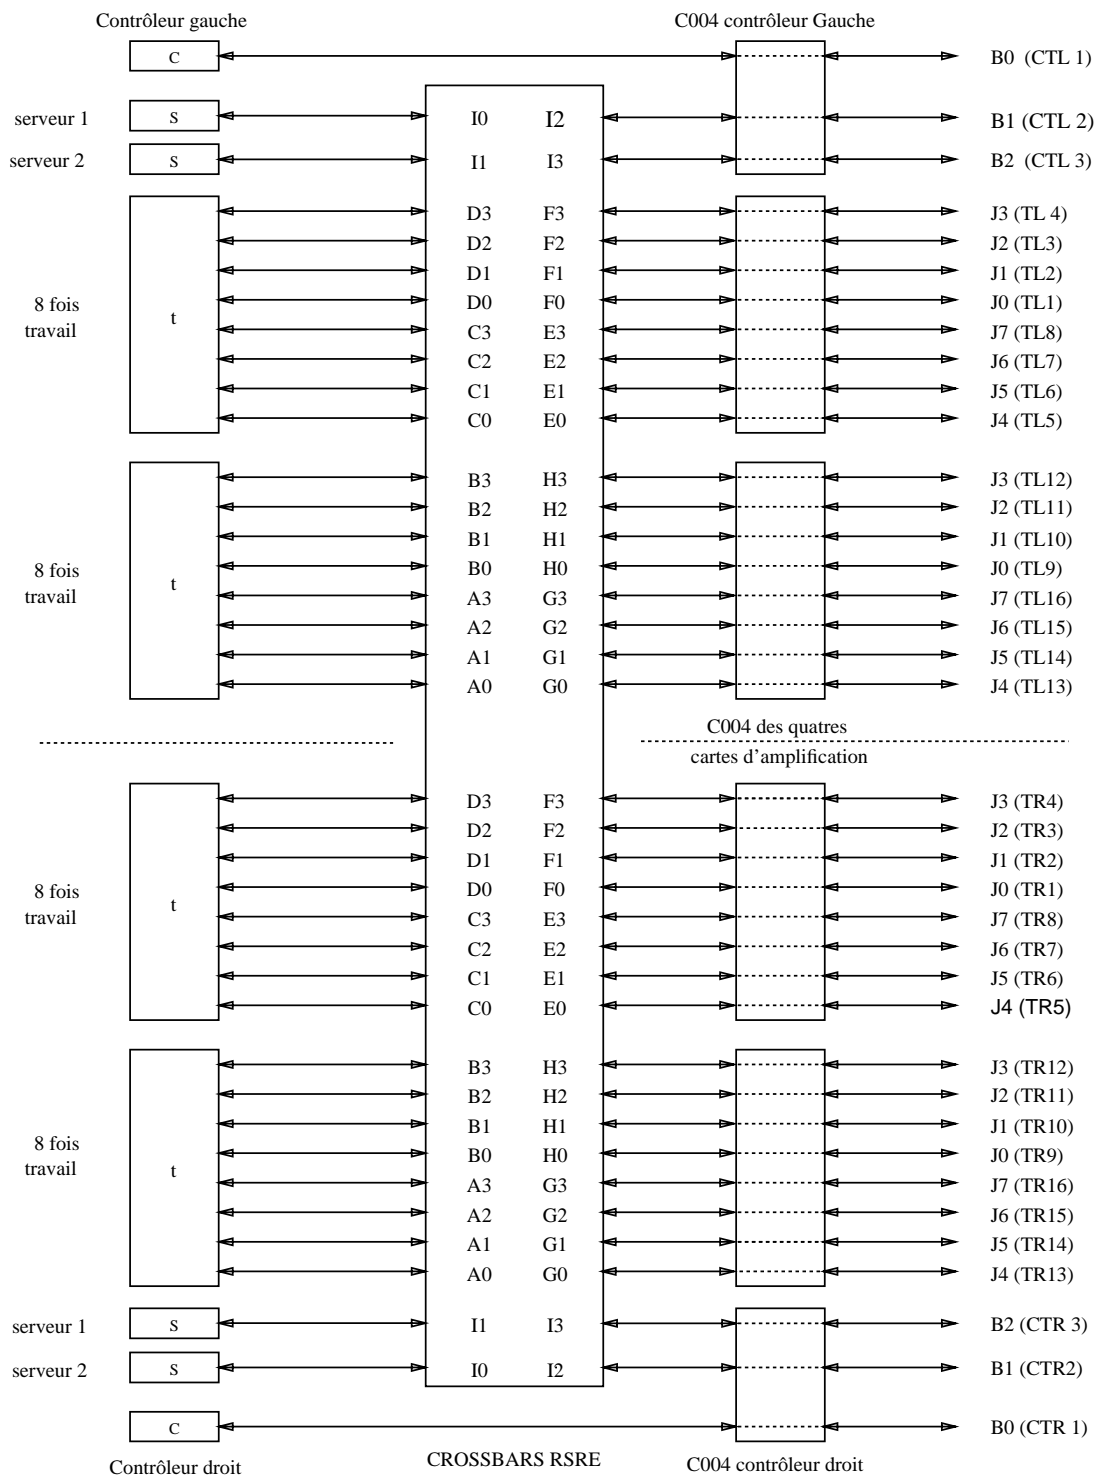 Contrôleur gauche C004 contrôleur Gauche
C B0 (CTL 1)
serveur 1 S I0 I2 B1 (CTL 2)
serveur 2 S I1 I3 B2 (CTL 3)
D3 F3 J3 (TL 4)
D2 F2 J2 (TL3)
D1 F1 J1 (TL2)
8 fois
travail t D0 F0 J0 (TL1)
C3 E3 J7 (TL8)
C2 E2 J6 (TL7)
C1 E1 J5 (TL6)
C0 E0 J4 (TL5)
B3 H3 J3 (TL12)
B2 H2 J2 (TL11)
B1 H1 J1 (TL10)
8 fois
travail t B0 H0 J0 (TL9)
A3 G3 J7 (TL16)
A2 G2 J6 (TL15)
A1 G1 J5 (TL14)
A0 G0 J4 (TL13)
C004 des quatres
cartes d'amplification
D3 F3 J3 (TR4)
D2 F2 J2 (TR3)
D1 F1 J1 (TR2)
8 fois
travail t D0 F0 J0 (TR1)
C3 E3 J7 (TR8)
C2 E2 J6 (TR7)
C1 E1 J5 (TR6)
C0 E0 J4 (TR5)
B3 H3 J3 (TR12)
B2 H2 J2 (TR11)
B1 H1 J1 (TR10)
8 fois
travail t B0 H0 J0 (TR9)
A3 G3 J7 (TR16)
A2 G2 J6 (TR15)
A1 G1 J5 (TR14)
A0 G0 J4 (TR13)
serveur 1 S I1 I3 B2 (CTR 3)
serveur 2 S I0 I2 B1 (CTR2)
C B0 (CTR 1)
Contrôleur droit CROSSBARS RSRE C004 contrôleur droit